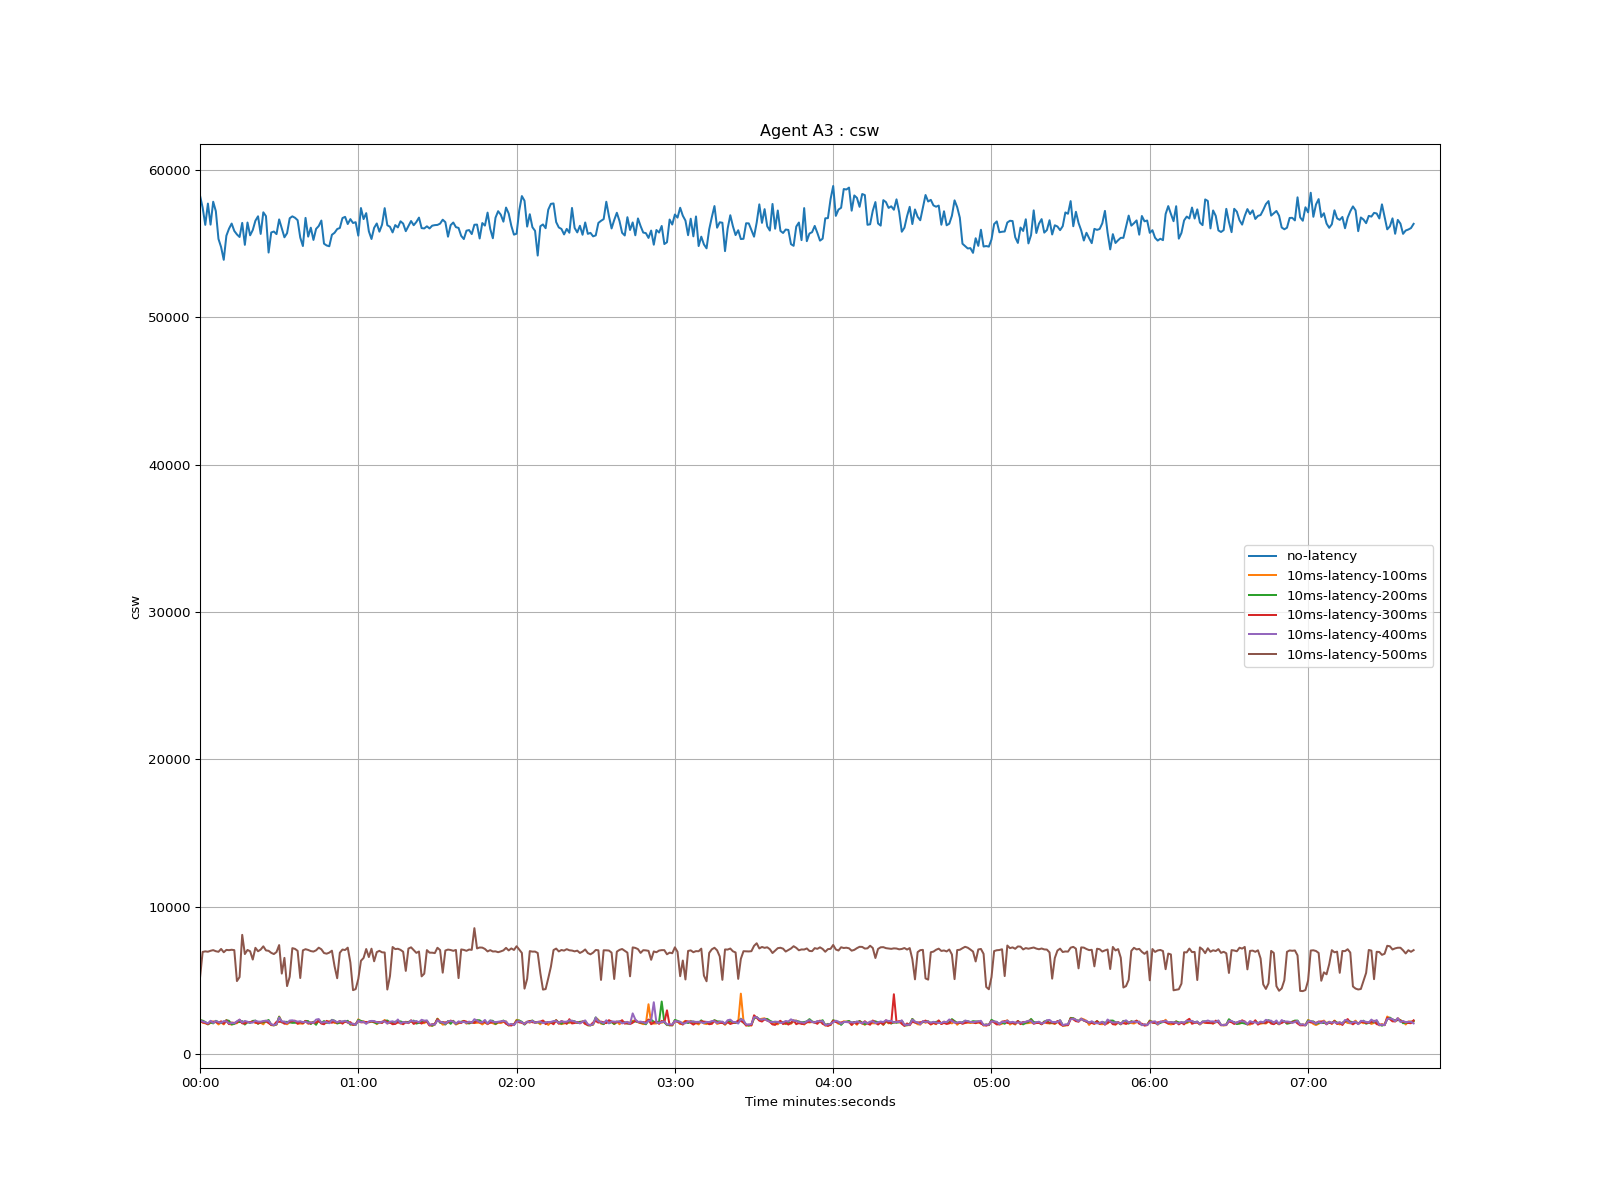 Agent A3 : csw
60000
50000
40000
30000
20000
10000
0
csw
no-latency
10ms-latency-100ms
10ms-latency-200ms
10ms-latency-300ms
10ms-latency-400ms
10ms-latency-500ms
00:00 01:00 02:00 03:00 04:00 05:00 06:00 07:00
Time minutes:seconds